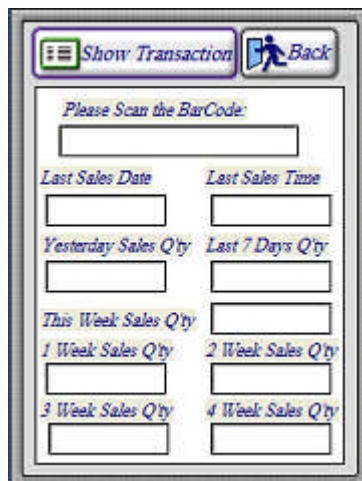 Show Transaction Back
Please Scan the BarCode:
Last Sales Date Last Sales Time
Yesterday Sales Q'ty Last 7 Days Q'ty
This Week Sales Q'ty
1 Week Sales Q'ty 2 Week Sales Q'ty
3 Week Sales Q'ty 4 Week Sales Q'ty